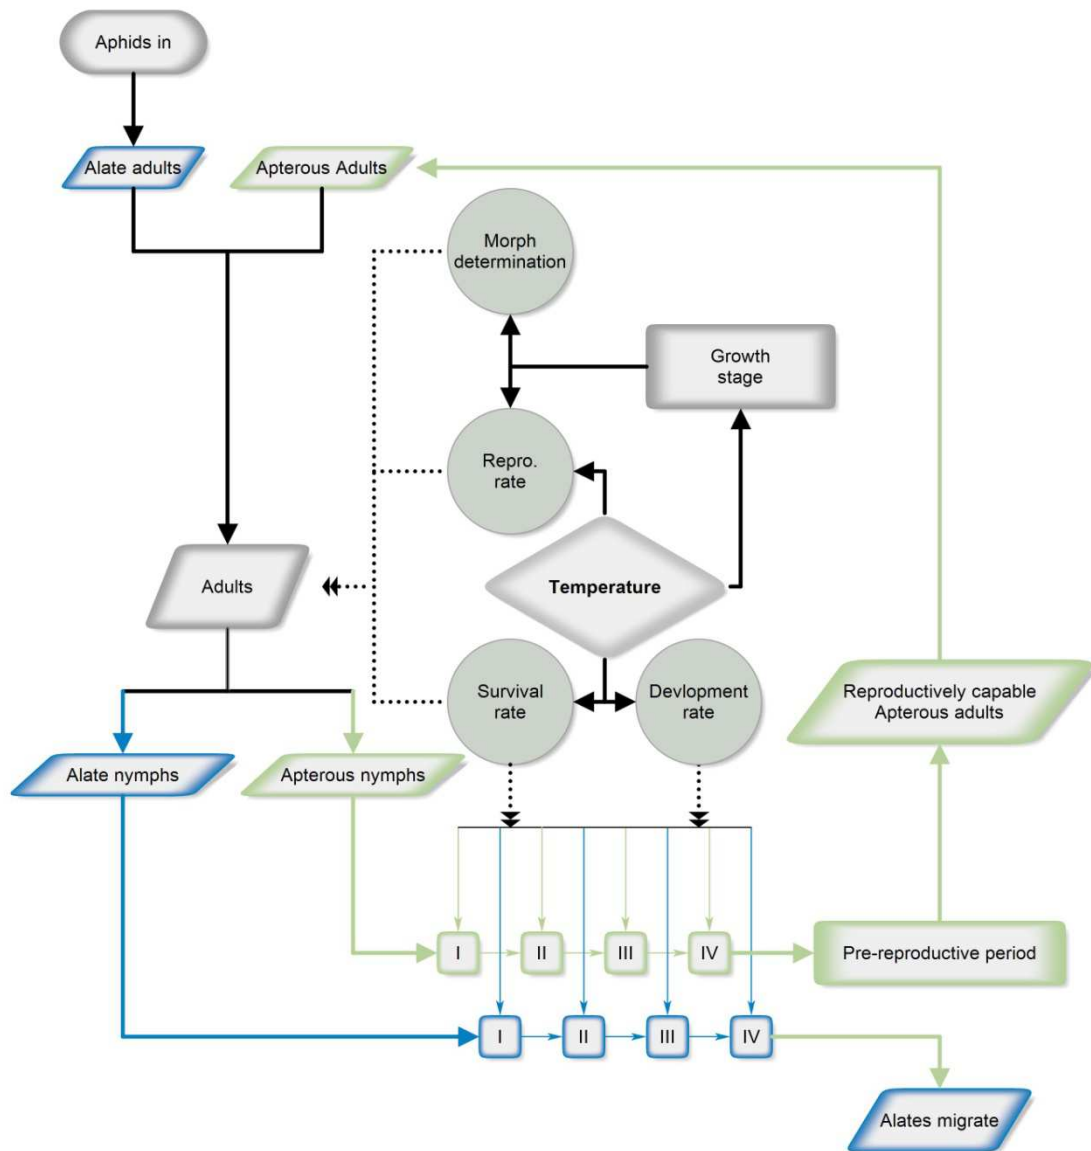 Aphids in
Alate adults
Apterous Adults
Morph
determination
Growth
stage
Repro.
rate
Adults
Temperature
Survival
rate
Devlopment
rate
Reproductively capable
Apterous adults
Alate nymphs
Apterous nymphs
I
II
III
IV
Pre-reproductive period
I
II
III
IV
Alates migrate